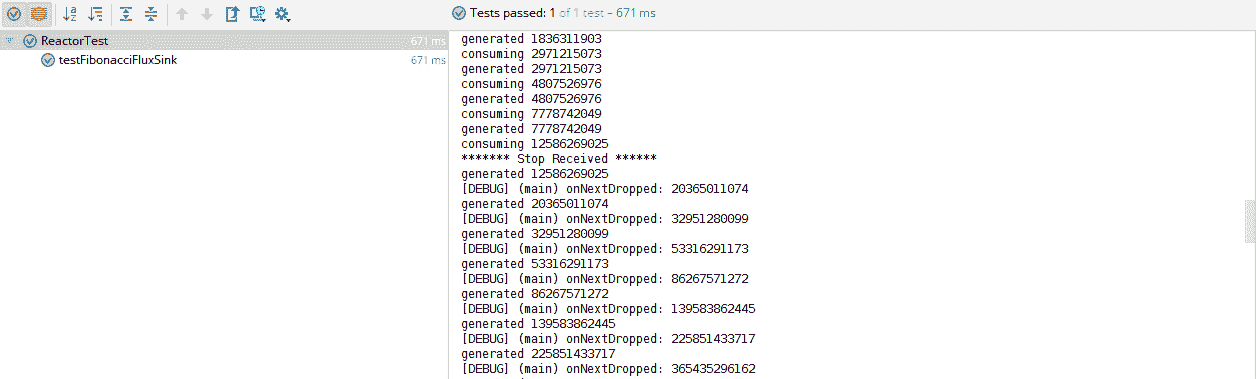 Tests passed: 1 of 1 test – 671 ms
ReactorTest 671 ms
testFibonacciFluxSink 671 ms
generated 1836311903
consuming 2971215073
generated 2971215073
consuming 4807526976
generated 4807526976
consuming 7778742049
generated 7778742049
consuming 12586269025
******* Stop Received ******
generated 12586269025
[DEBUG] (main) onNextDropped: 20365011074
generated 20365011074
[DEBUG] (main) onNextDropped: 32951280099
generated 32951280099
[DEBUG] (main) onNextDropped: 53316291173
generated 53316291173
[DEBUG] (main) onNextDropped: 86267571272
generated 86267571272
[DEBUG] (main) onNextDropped: 139583862445
generated 139583862445
[DEBUG] (main) onNextDropped: 225851433717
generated 225851433717
[DEBUG] (main) onNextDropped: 365435296162